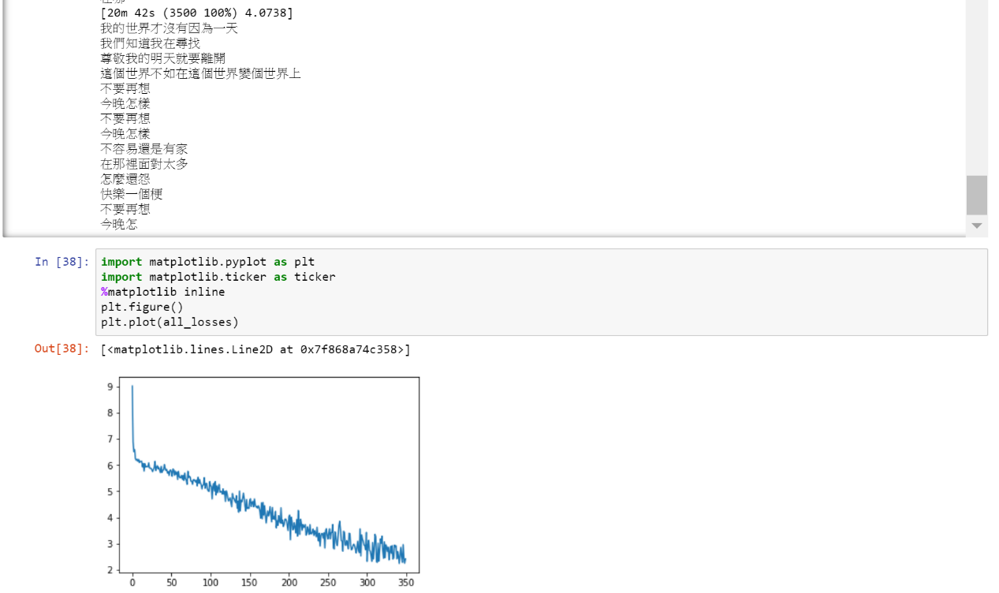 [20m 42s (3500 100%) 4.0738]
我的世界才沒有因為一天
我們知道我在尋找
尊敬我的明天就要離開
這個世界不如在這個世界變個世界上
不要再想
今晚怎樣
不要再想
今晚怎樣
不容易還是有家
在那裡面對太多
怎麼還怨
快樂一個梗
不要再想
今晚怎
In [38]:
import matplotlib.pyplot as plt
import matplotlib.ticker as ticker
%matplotlib inline
plt.figure()
plt.plot(all_losses)
Out[38]:
[<matplotlib.lines.Line2D at 0x7f868a74c358>]
9
8
7
6
5
4
3
2
0 50 100 150 200 250 300 350